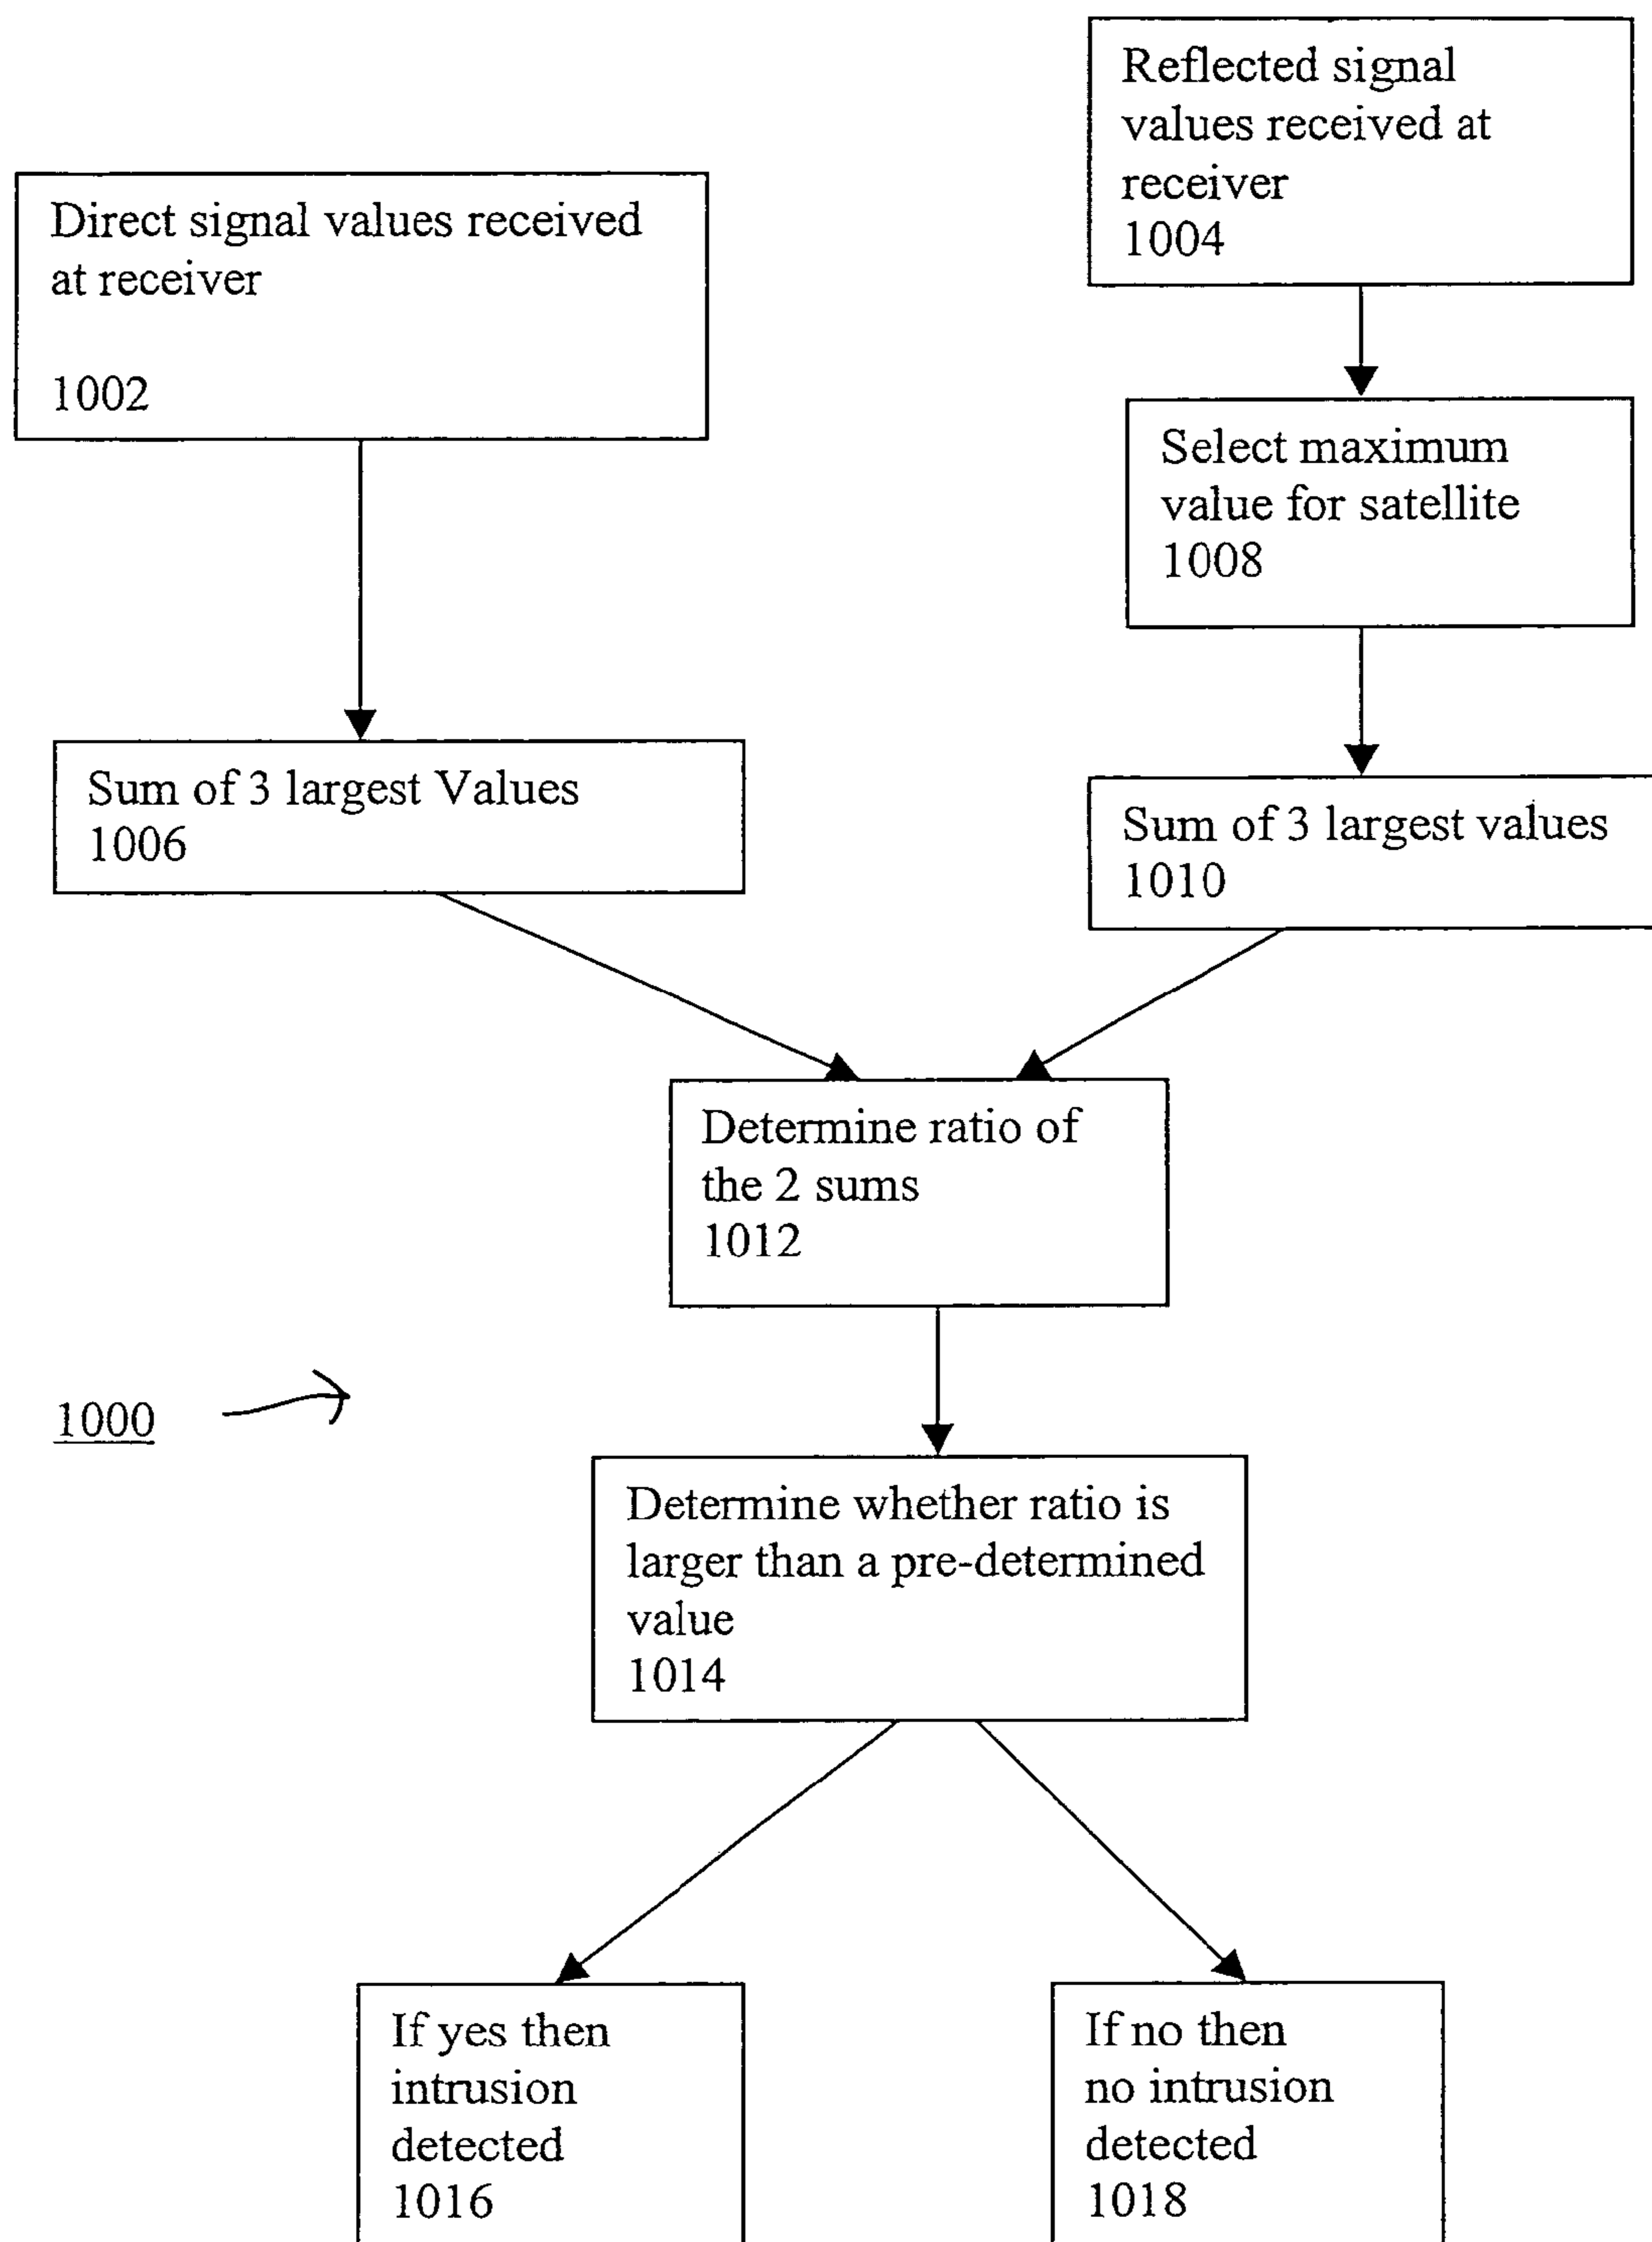 Reflected signal
values received at
receiver
1004
Direct signal values received
at receiver
1002
Select maximum
value for satellite
1008
Sum of 3 largest Values
1006
Sum of 3 largest values
1010
Determine ratio of
the 2 sums
1012
1000
Determine whether ratio is
larger than a pre-determined
value
1014
If yes then
intrusion
detected
1016
If no then
no intrusion
detected
1018